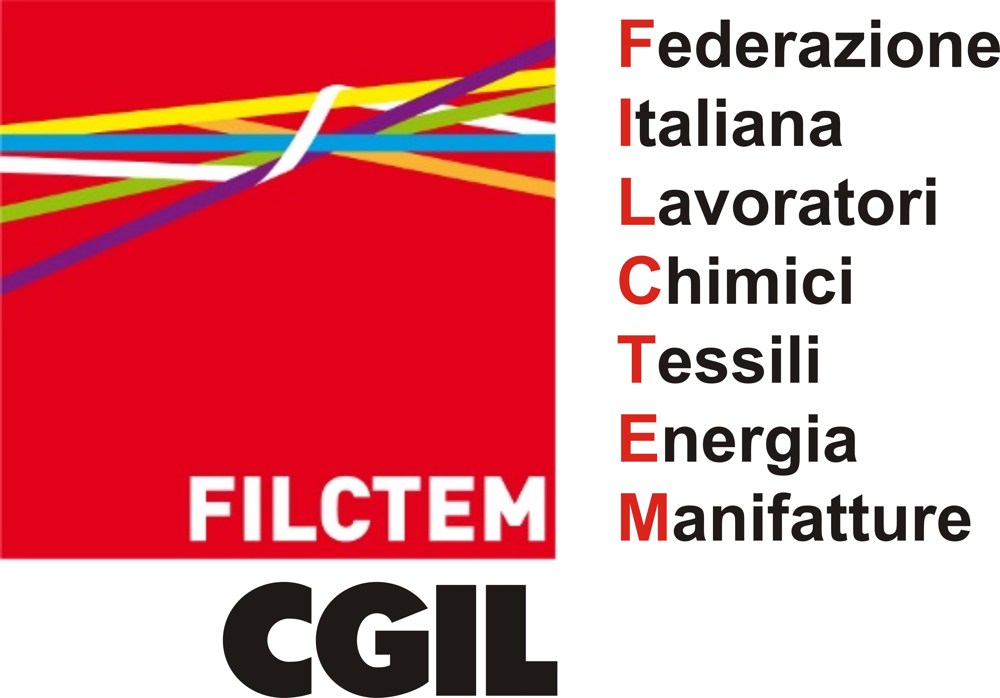 FILCTEM
CGIL
Federazione
Italiana
Lavoratori
Chimici
Tessili
Energia
Manifatture